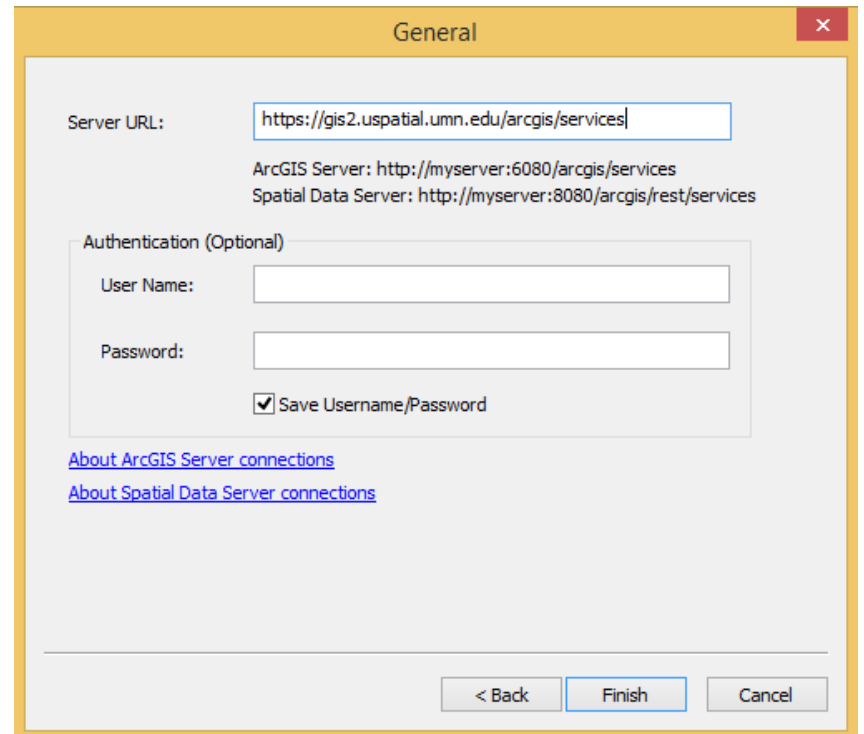 General
Server URL: https://gis2.uspatial.umn.edu/arcgis/services
ArcGIS Server: http://myserver:6080/arcgis/services
Spatial Data Server: http://myserver:8080/arcgis/rest/services
Authentication (Optional)
User Name:
Password:
Save Username/Password
About ArcGIS Server connections
About Spatial Data Server connections
< Back Finish Cancel